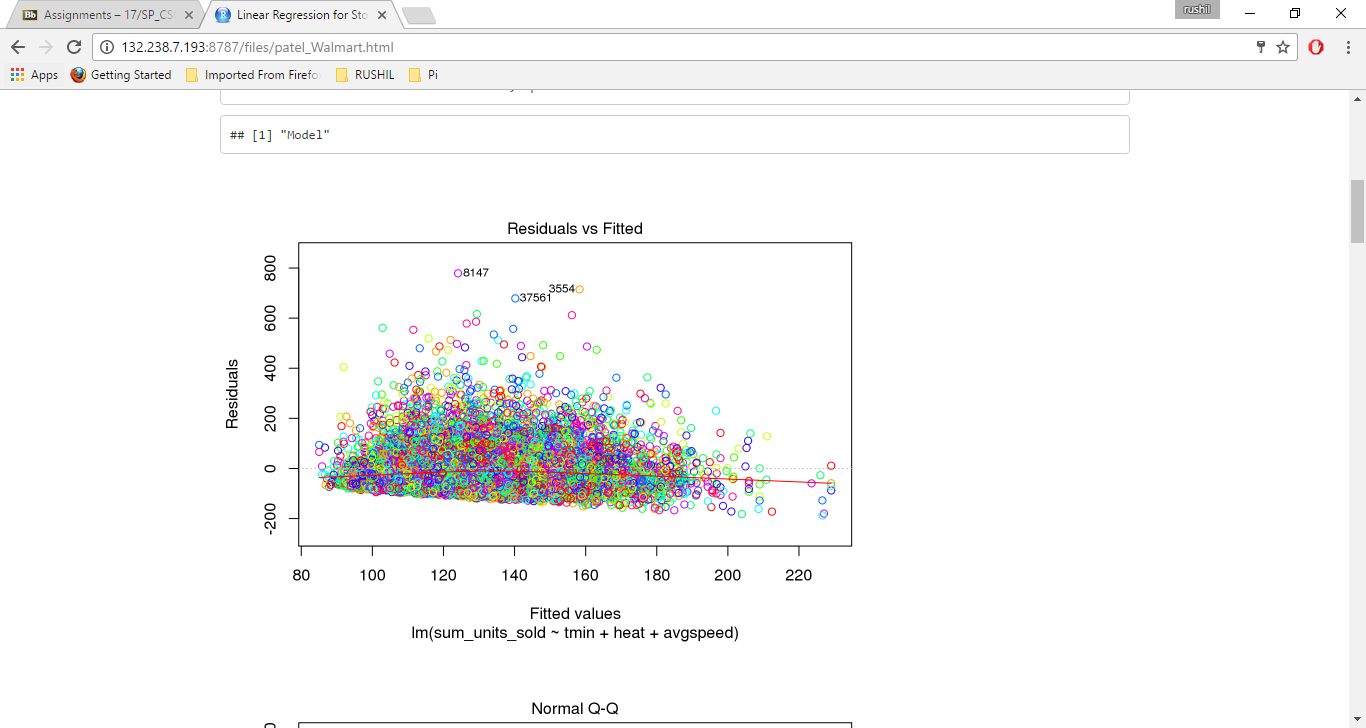 Assignments – 17/SP_CS
Linear Regression for Sto
rushil
132.238.7.193:8787/files/patel_Walmart.html
Apps
Getting Started
Imported From Firefo
RUSHIL
Pi
## [1] "Model"
Residuals vs Fitted
800
600
400
200
0
-200
Residuals
8147
3554
37561
80 100 120 140 160 180 200 220
Fitted values
lm(sum_units_sold ~ tmin + heat + avgspeed)
Normal Q-Q